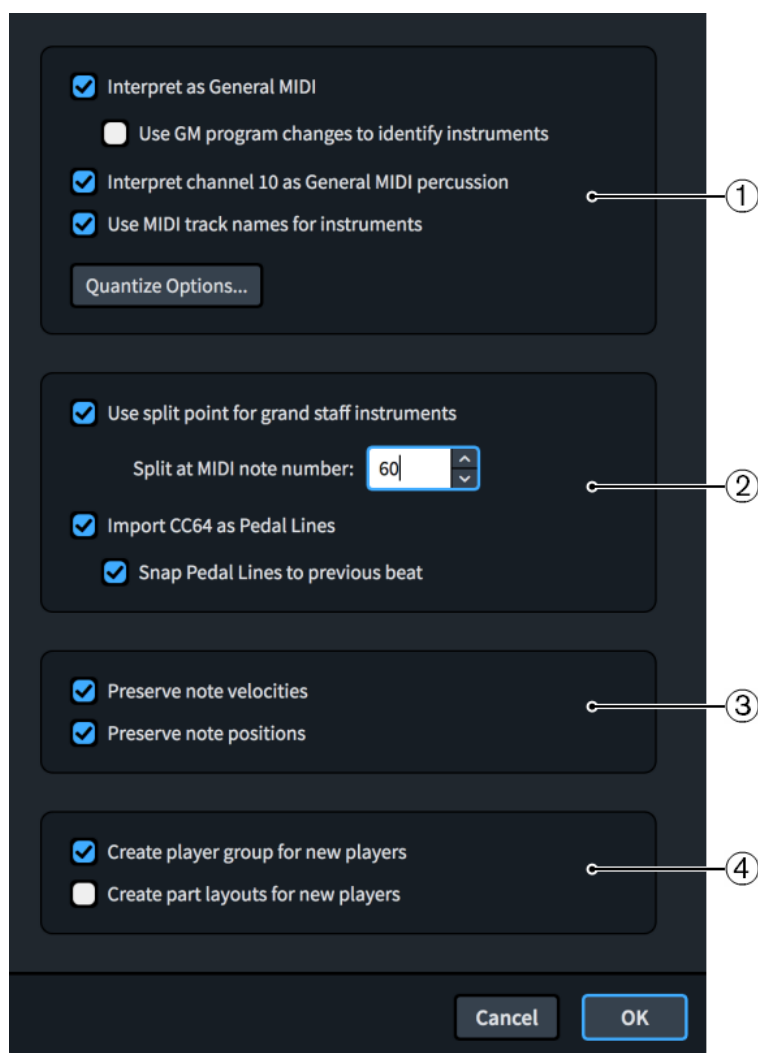 Interpret as General MIDI
Use GM program changes to identify instruments
Interpret channel 10 as General MIDI percussion
①
Use MIDI track names for instruments
Quantize Options...
Use split point for grand staff instruments
Split at MIDI note number: 60
②
Import CC64 as Pedal Lines
Snap Pedal Lines to previous beat
Preserve note velocities
③
Preserve note positions
Create player group for new players
④
Create part layouts for new players
Cancel OK